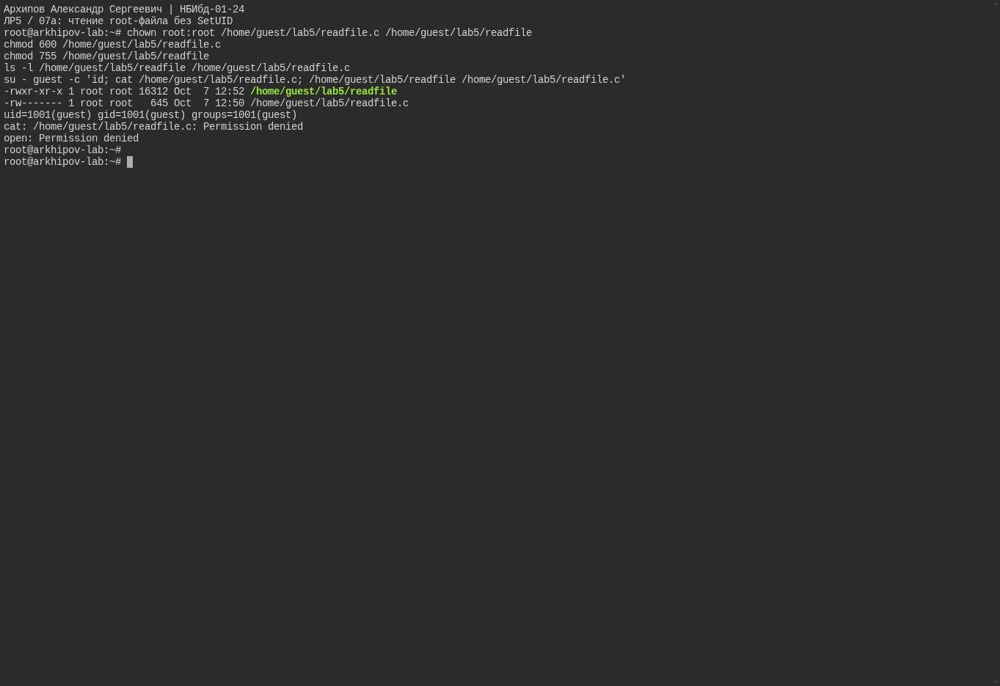 Архипов Александр Сергеевич | НБИбд-01-24
ЛР5 / 07a: чтение root-файла без SetUID
root@arkhipov-lab:~# chown root:root /home/guest/lab5/readfile.c /home/guest/lab5/readfile
chmod 600 /home/guest/lab5/readfile.c
chmod 755 /home/guest/lab5/readfile
ls -l /home/guest/lab5/readfile /home/guest/lab5/readfile.c
su - guest -c 'id; cat /home/guest/lab5/readfile.c; /home/guest/lab5/readfile /home/guest/lab5/readfile.c'
-rwxr-xr-x 1 root root 16312 Oct  7 12:52 /home/guest/lab5/readfile
-rw------- 1 root root   645 Oct  7 12:50 /home/guest/lab5/readfile.c
uid=1001(guest) gid=1001(guest) groups=1001(guest)
cat: /home/guest/lab5/readfile.c: Permission denied
open: Permission denied
root@arkhipov-lab:~#
root@arkhipov-lab:~#